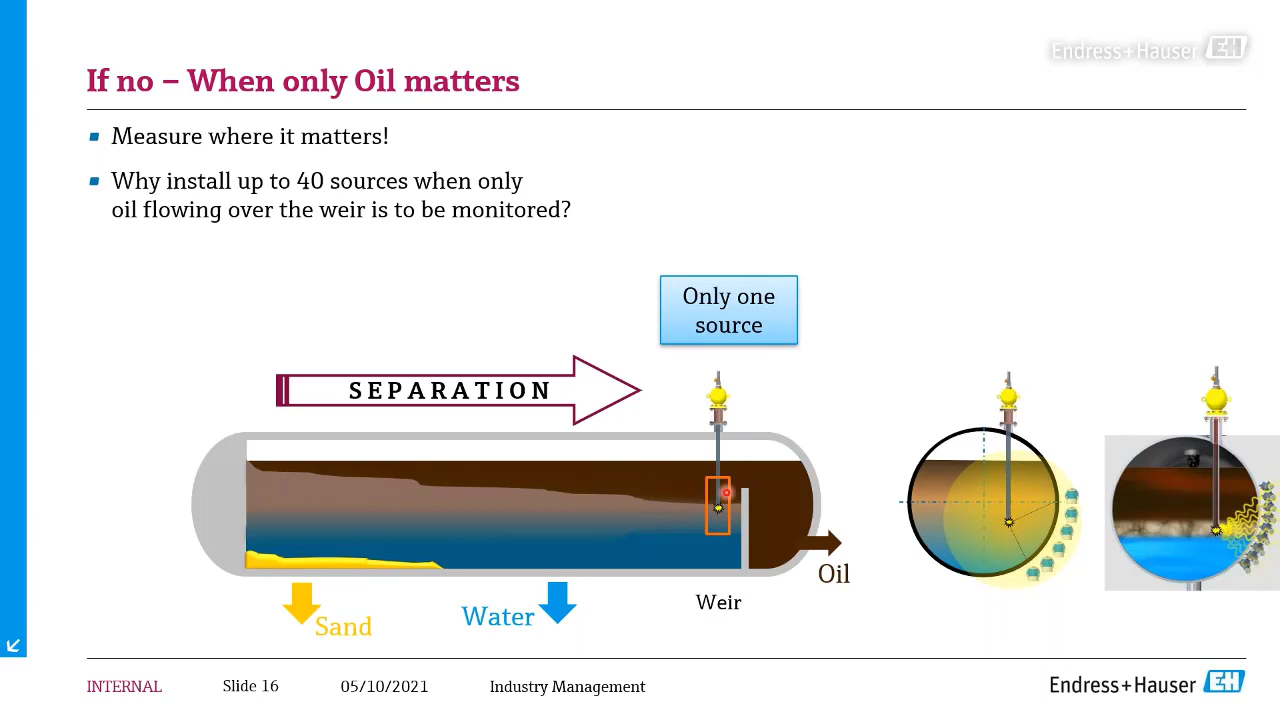 Endress+Hauser EH
If no – When only Oil matters
Measure where it matters!
Why install up to 40 sources when only
oil flowing over the weir is to be monitored?
Only one
source
SEPARATION
Oil
Weir
Sand
Water
INTERNAL
Slide 16
05/10/2021
Industry Management
Endress+Hauser EH